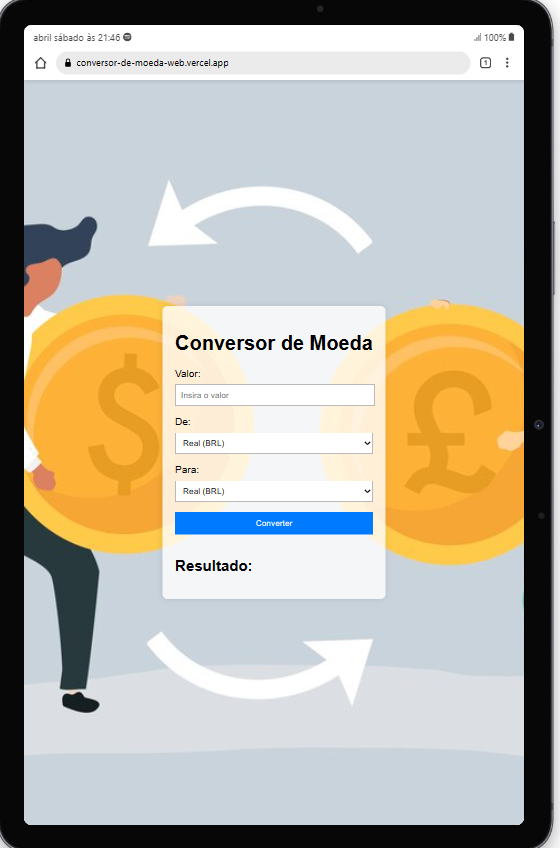 abril sábado às 21:46
100%
conversor-de-moeda-web.vercel.app
1
$
£
Conversor de Moeda
Valor:
Insira o valor
De:
Real (BRL)
Para:
Real (BRL)
Converter
Resultado: